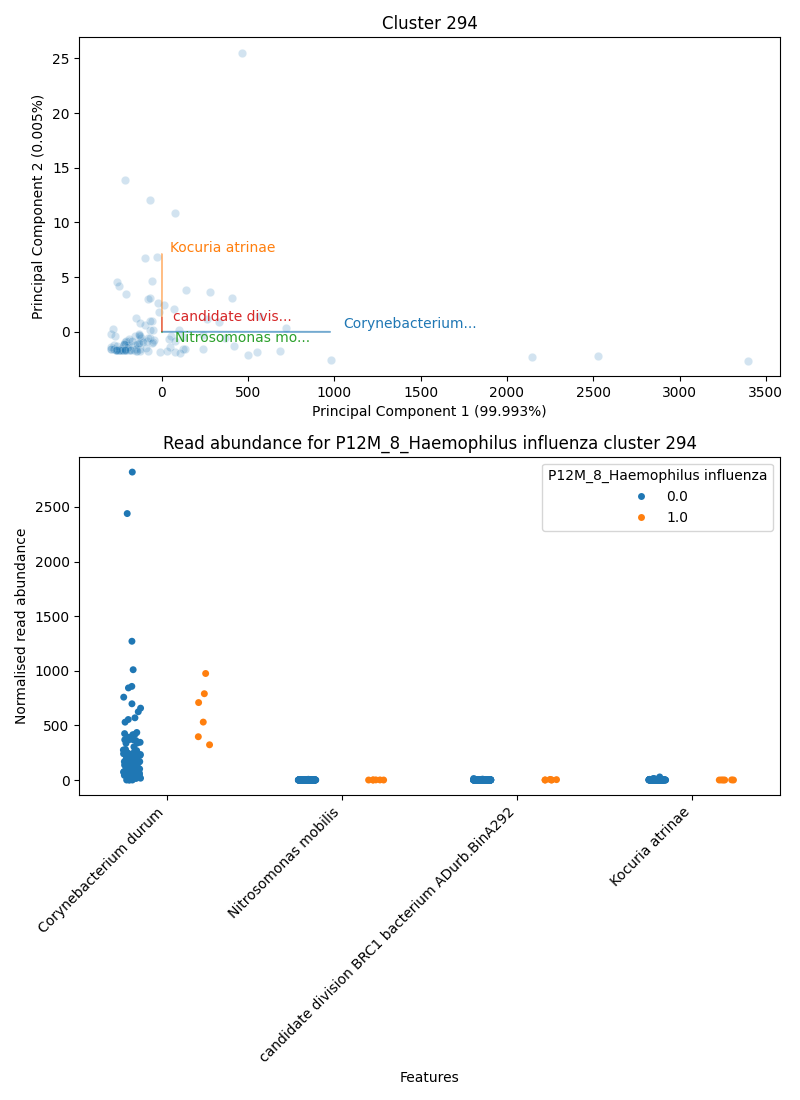 Cluster 294
25
20
15
10
5
0
Principal Component 2 (0.005%)
Kocuria atrinae
candidate divis...
Corynebacterium...
Nitrosomonas mo...
0 500 1000 1500 2000 2500 3000 3500
Principal Component 1 (99.993%)
Read abundance for P12M_8_Haemophilus influenza cluster 294
P12M_8_Haemophilus influenza
0.0
1.0
2500
2000
1500
1000
500
0
Normalised read abundance
Corynebacterium durum
Nitrosomonas mobilis
candidate division BRC1 bacterium ADurb.BinA292
Kocuria atrinae
Features